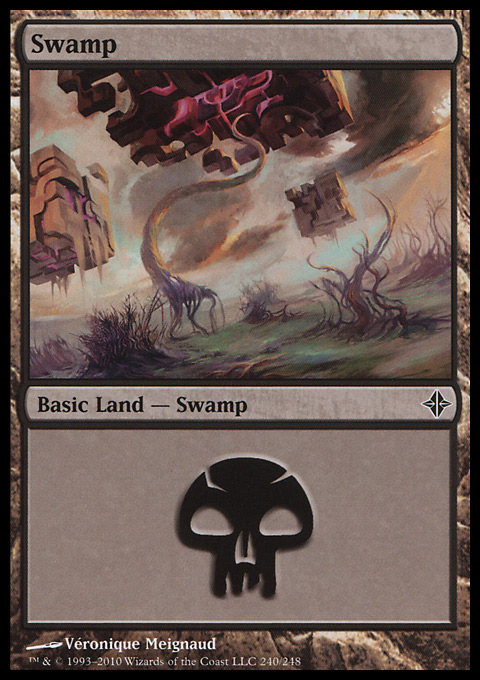 Swamp
Basic Land — Swamp
Véronique Meignaud
™ & © 1993–2010 Wizards of the Coast LLC 240/248